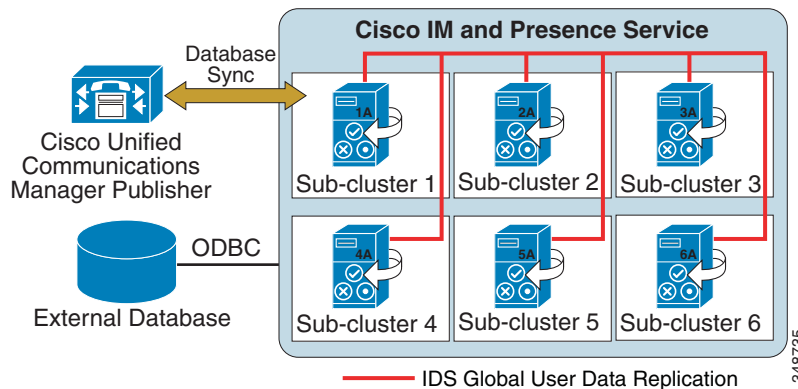 Cisco IM and Presence Service
Database
Sync
Cisco Unified
Communications
Manager Publisher
1A
Sub-cluster 1
2A
Sub-cluster 2
3A
Sub-cluster 3
External Database
ODBC
4A
Sub-cluster 4
5A
Sub-cluster 5
6A
Sub-cluster 6
IDS Global User Data Replication
348735